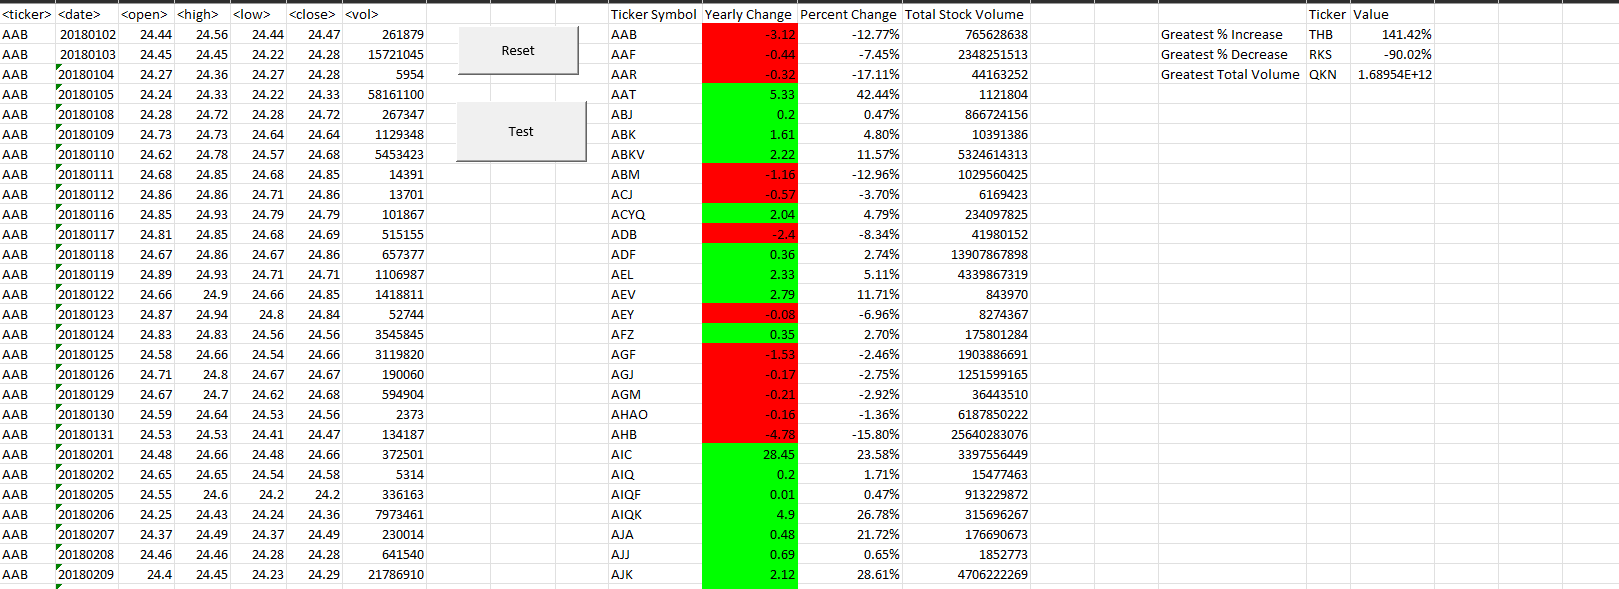 <ticker> <date> <open> <high> <low> <close> <vol> Ticker Symbol Yearly Change Percent Change Total Stock Volume Ticker Value
AAB 20180102 24.44 24.56 24.44 24.47 261879 AAB -3.12 -12.77% 765628638 Greatest % Increase THB 141.42%
Reset
AAB 20180103 24.45 24.45 24.22 24.28 15721045 AAF -0.44 -7.45% 2348251513 Greatest % Decrease RKS -90.02%
AAB 20180104 24.27 24.36 24.27 24.28 5954 AAR -0.32 -17.11% 44163252 Greatest Total Volume QKN 1.68954E+12
AAB 20180105 24.24 24.33 24.22 24.33 58161100 AAT 5.33 42.44% 1121804
AAB 20180108 24.28 24.72 24.28 24.72 267347 ABJ 0.2 0.47% 866724156
AAB 20180109 24.73 24.73 24.64 24.64 1129348 Test ABK 1.61 4.80% 10391386
AAB 20180110 24.62 24.78 24.57 24.68 5453423 ABKV 2.22 11.57% 5324614313
AAB 20180111 24.68 24.85 24.68 24.85 14391 ABM -1.16 -12.96% 1029560425
AAB 20180112 24.86 24.86 24.71 24.86 13701 ACJ -0.57 -3.70% 6169423
AAB 20180116 24.85 24.93 24.79 24.79 101867 ACYQ 2.04 4.79% 234097825
AAB 20180117 24.81 24.85 24.68 24.69 515155 ADB -2.4 -8.34% 41980152
AAB 20180118 24.67 24.86 24.67 24.86 657377 ADF 0.36 2.74% 13907867898
AAB 20180119 24.89 24.93 24.71 24.71 1106987 AEL 2.33 5.11% 4339867319
AAB 20180122 24.66 24.9 24.66 24.85 1418811 AEV 2.79 11.71% 843970
AAB 20180123 24.87 24.94 24.8 24.84 52744 AEY -0.08 -6.96% 8274367
AAB 20180124 24.83 24.83 24.56 24.56 3545845 AFZ 0.35 2.70% 175801284
AAB 20180125 24.58 24.66 24.54 24.66 3119820 AGF -1.53 -2.46% 1903886691
AAB 20180126 24.71 24.8 24.67 24.67 190060 AGJ -0.17 -2.75% 1251599165
AAB 20180129 24.67 24.7 24.62 24.68 594904 AGM -0.21 -2.92% 36443510
AAB 20180130 24.59 24.64 24.53 24.56 2373 AHAO -0.16 -1.36% 6187850222
AAB 20180131 24.53 24.53 24.41 24.47 134187 AHB -4.78 -15.80% 25640283076
AAB 20180201 24.48 24.66 24.48 24.66 372501 AIC 28.45 23.58% 3397556449
AAB 20180202 24.65 24.65 24.54 24.58 5314 AIQ 0.2 1.71% 15477463
AAB 20180205 24.55 24.6 24.2 24.2 336163 AIQF 0.01 0.47% 913229872
AAB 20180206 24.25 24.43 24.24 24.36 7973461 AIQK 4.9 26.78% 315696267
AAB 20180207 24.37 24.49 24.37 24.49 230014 AJA 0.48 21.72% 176690673
AAB 20180208 24.46 24.46 24.28 24.28 641540 AJJ 0.69 0.65% 1852773
AAB 20180209 24.4 24.45 24.23 24.29 21786910 AJK 2.12 28.61% 4706222269